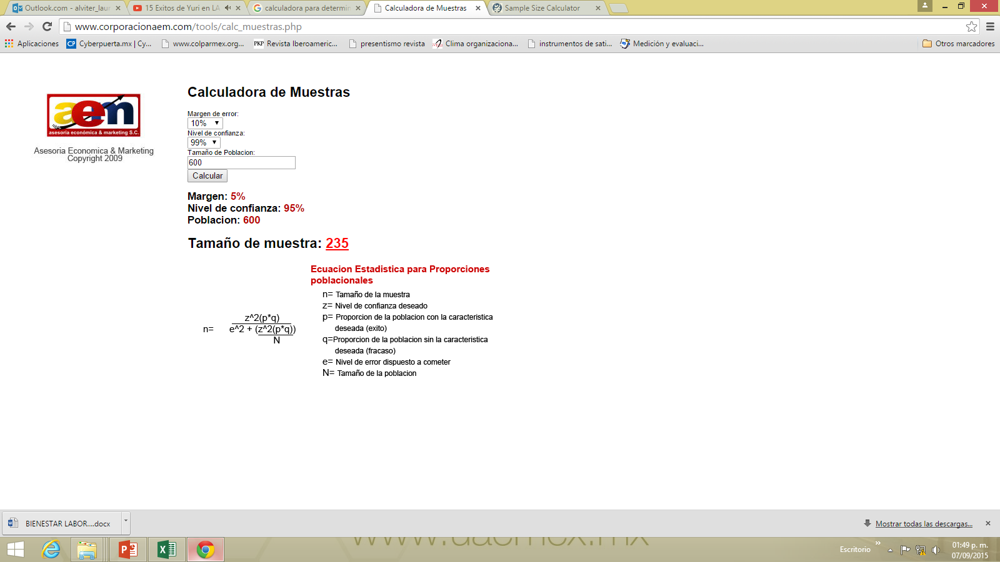 Outlook.com - alviter_laur
15 Exitos de Yuri en LA
calculadora para determin
Calculadora de Muestras
Sample Size Calculator
www.corporacionaem.com/tools/calc_muestras.php
Aplicaciones
CP Cyberpuerta.mx | Cy...
www.colparmex.org...
PKP Revista Iberoameric...
presentismo revista
Clima organizaciona...
instrumentos de sati...
Medición y evaluaci...
Otros marcadores
aem
asesoría económica & marketing S.C.
Asesoria Economica & Marketing
Copyright 2009
Calculadora de Muestras
Margen de error:
10%
Nivel de confianza:
99%
Tamaño de Poblacion:
600
Calcular
Margen: 5%
Nivel de confianza: 95%
Poblacion: 600
Tamaño de muestra: 235
Ecuacion Estadistica para Proporciones
poblacionales
n= Tamaño de la muestra
z= Nivel de confianza deseado
p= Proporcion de la poblacion con la caracteristica
deseada (exito)
q=Proporcion de la poblacion sin la caracteristica
deseada (fracaso)
e= Nivel de error dispuesto a cometer
N= Tamaño de la poblacion
z^2(p*q)
n= e^2 + (z^2(p*q))
N
BIENESTAR LABOR....docx
Mostrar todas las descargas...
www.uaemex.mx
Escritorio
01:49 p. m.
07/09/2015